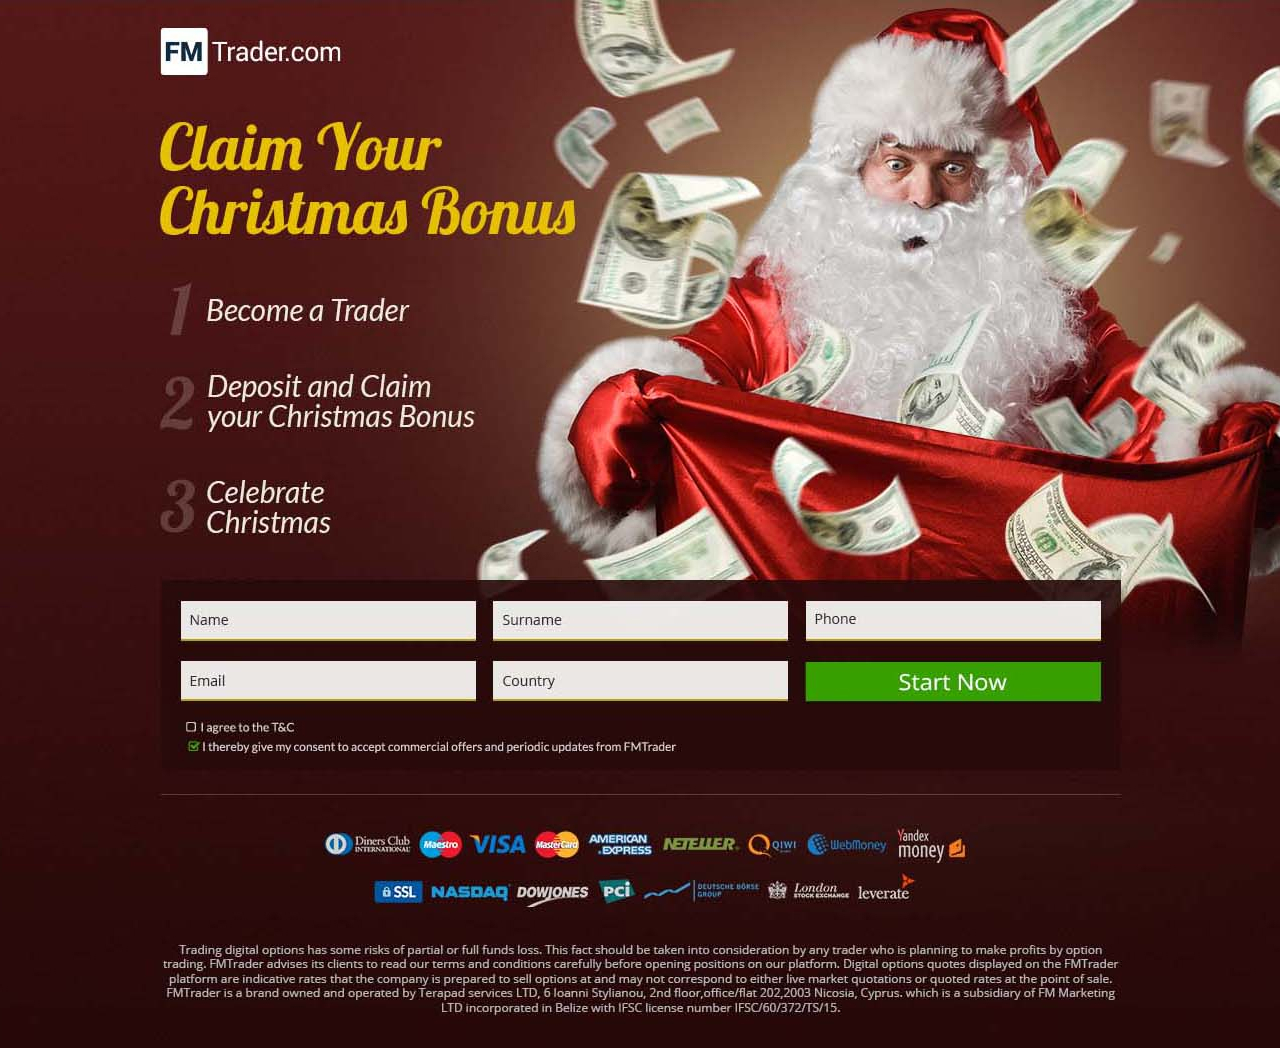 FM Trader.com
Claim Your
Christmas Bonus
1 Become a Trader
2 Deposit and Claim
your Christmas Bonus
3 Celebrate
Christmas
Name
Surname
Phone
Email
Country
Start Now
I agree to the T&C
I thereby give my consent to accept commercial offers and periodic updates from FMTrader
Diners Club
INTERNATIONAL
Maestro
VISA
MasterCard
AMERICAN
EXPRESS
NETELLER
QIWI
WebMoney
Yandex
money
SSL
NASDAQ
DOWJONES
PCi
DEUTSCHE BÖRSE
GROUP
London
STOCK EXCHANGE
leverate
Trading digital options has some risks of partial or full funds loss. This fact should be taken into consideration by any trader who is planning to make profits by option
trading. FMTrader advises its clients to read our terms and conditions carefully before opening positions on our platform. Digital options quotes displayed on the FMTrader
platform are indicative rates that the company is prepared to sell options at and may not correspond to either live market quotations or quoted rates at the point of sale.
FMTrader is a brand owned and operated by Terapad services LTD, 6 Ioanni Stylianou, 2nd floor,office/flat 202,2003 Nicosia, Cyprus. which is a subsidiary of FM Marketing
LTD incorporated in Belize with IFSC license number IFSC/60/372/TS/15.